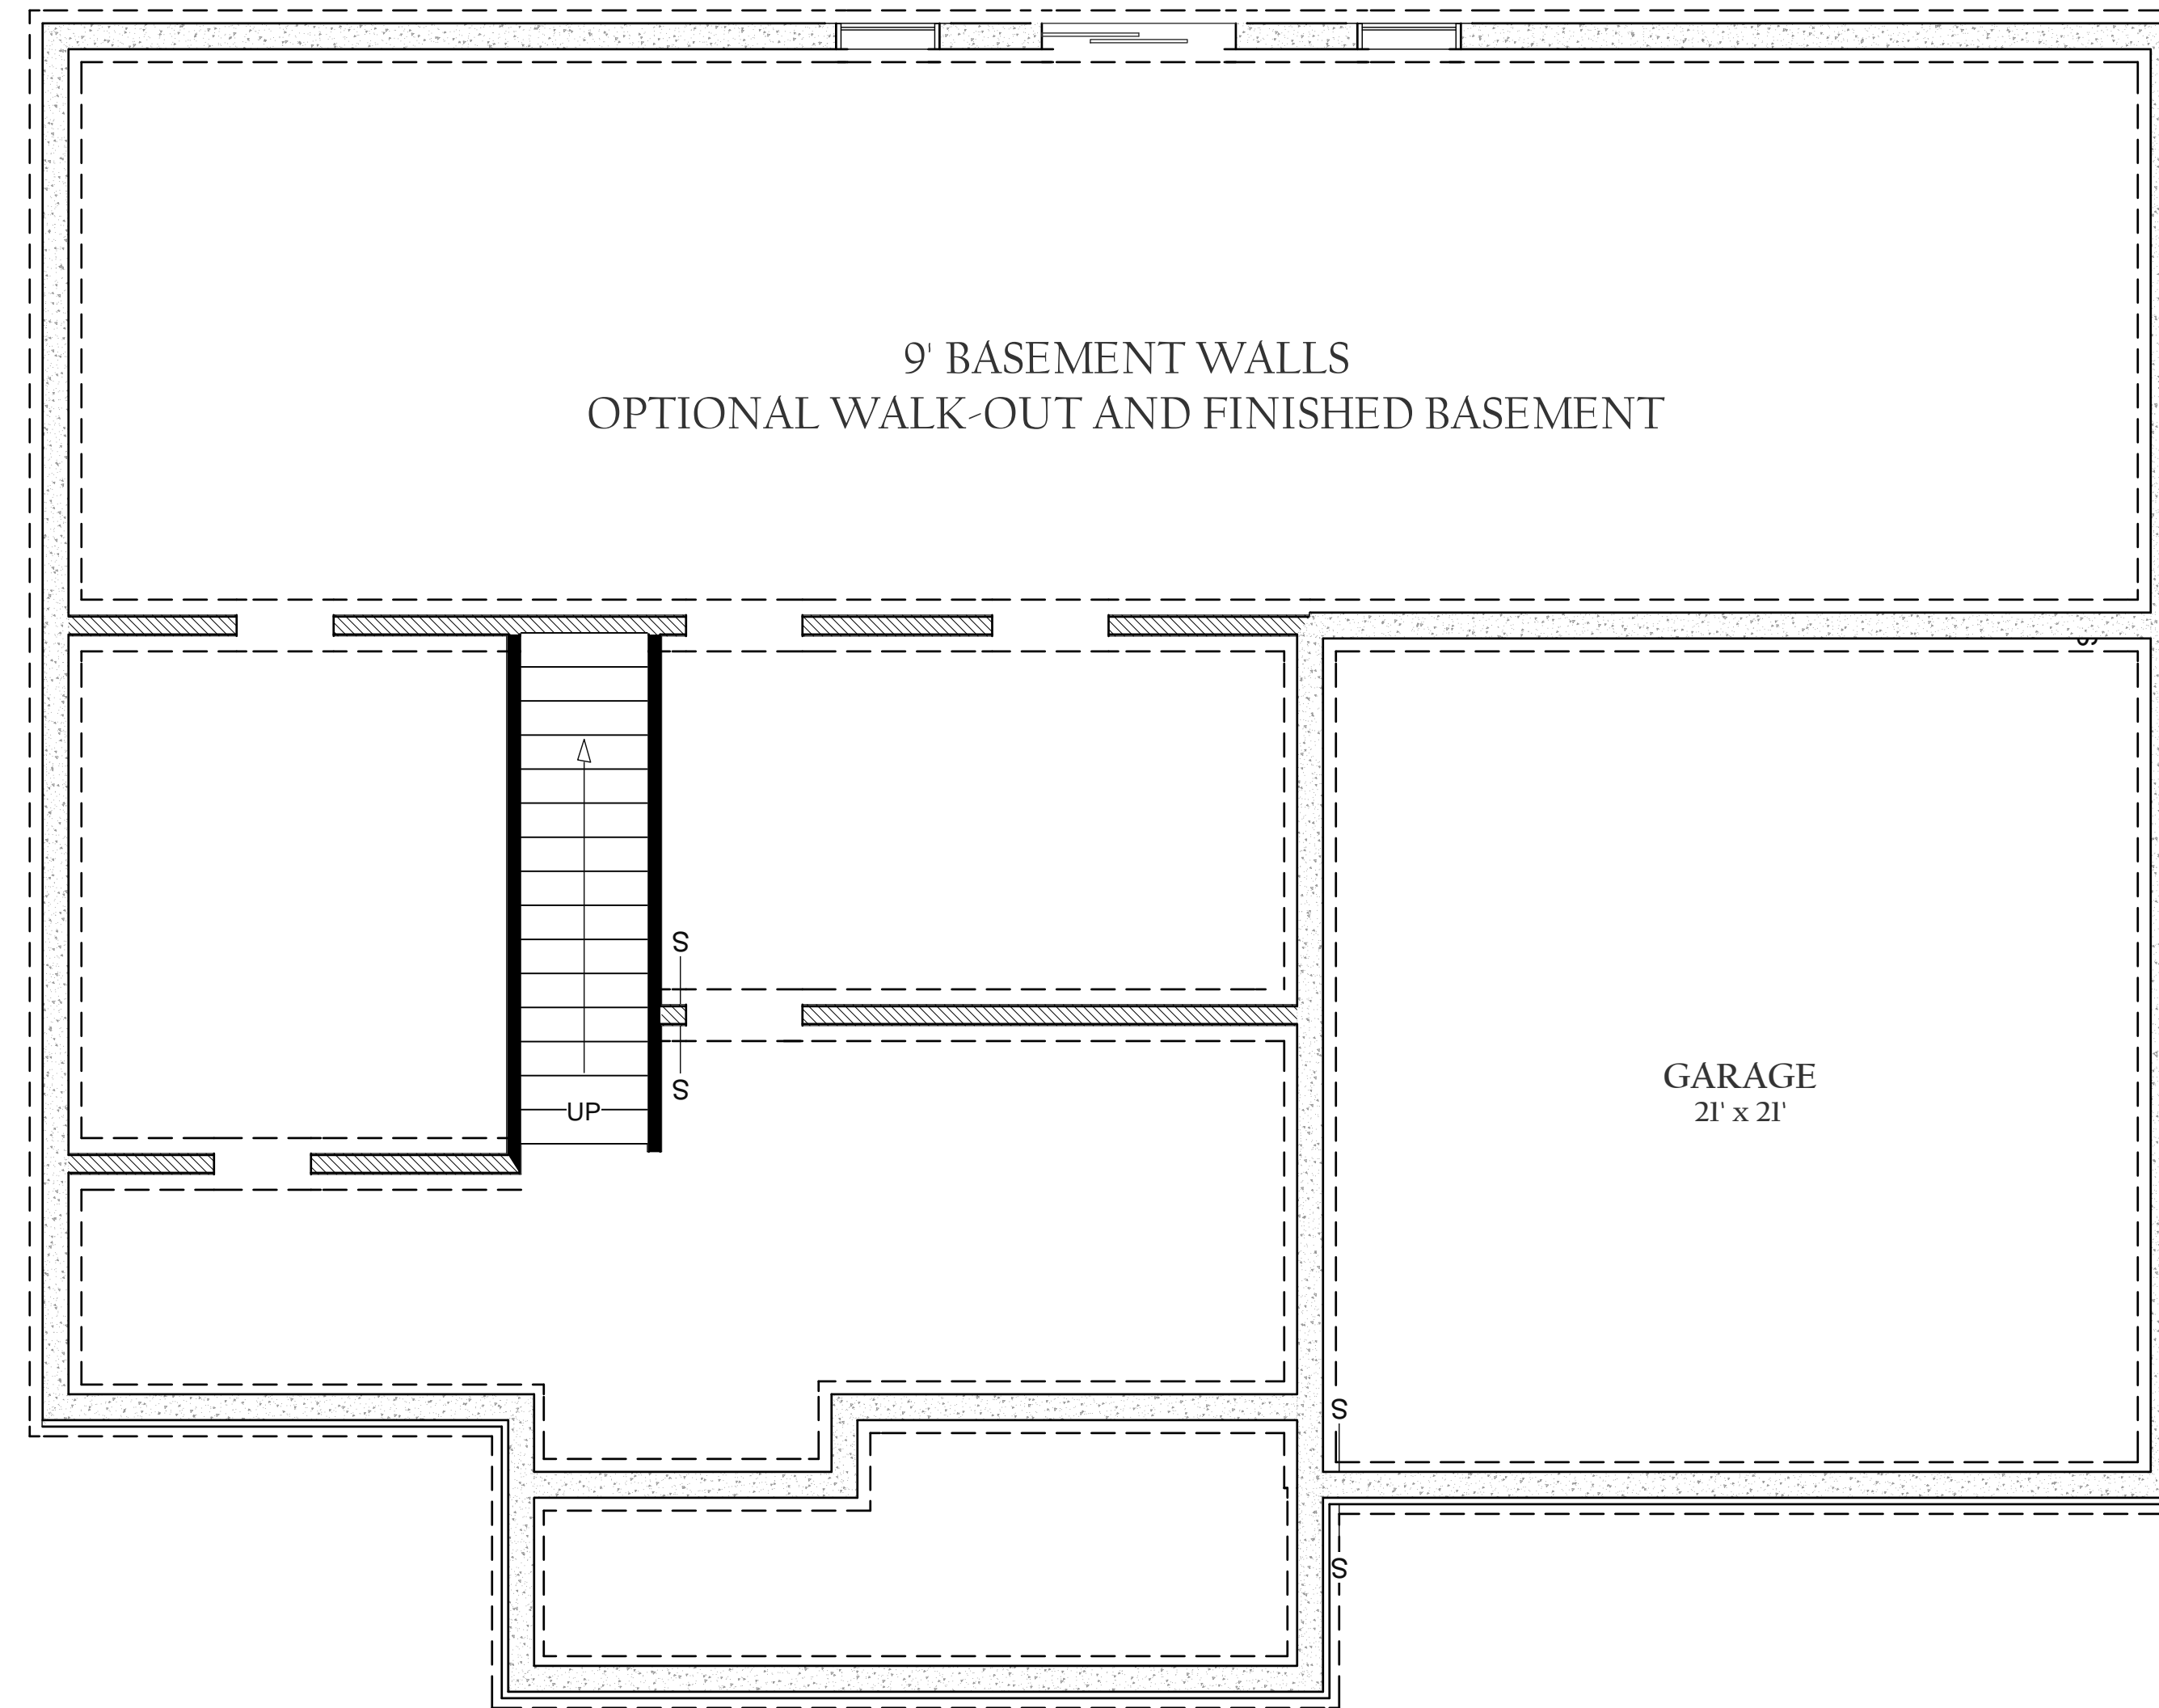 9' BASEMENT WALLS
OPTIONAL WALK-OUT AND FINISHED BASEMENT
S
S
UP
GARAGE
21' x 21'
S
S